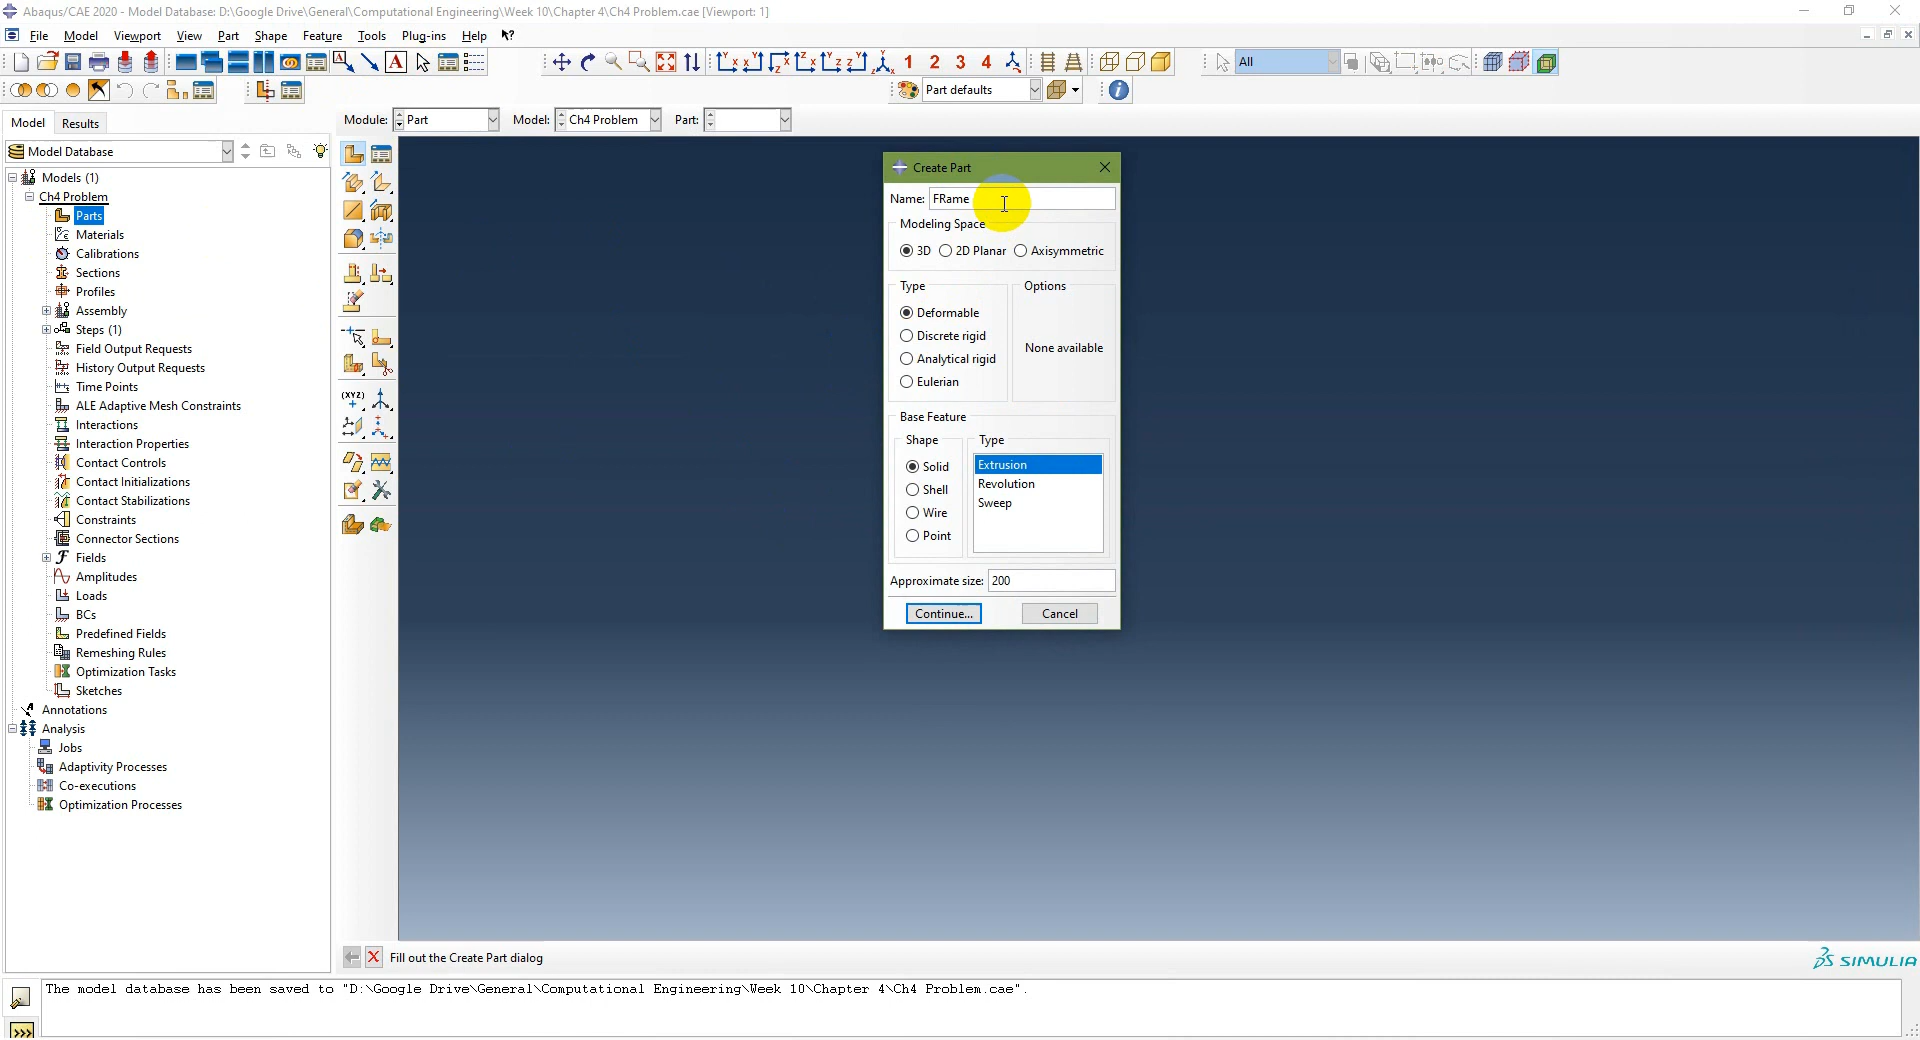 Abaqus/CAE 2020 - Model Database: D:\Google Drive\General\Computational Engineering\Week 10\Chapter 4\Ch4 Problem.cae [Viewport: 1]
File Model Viewport View Part Shape Feature Tools Plug-ins Help
1 2 3 4 All
Part defaults
Model Results Module: Part Model: Ch4 Problem Part:
Model Database
Models (1)
Ch4 Problem
Parts
Materials
Calibrations
Sections
Profiles
Assembly
Steps (1)
Field Output Requests
History Output Requests
Time Points
ALE Adaptive Mesh Constraints
Interactions
Interaction Properties
Contact Controls
Contact Initializations
Contact Stabilizations
Constraints
Connector Sections
Fields
Amplitudes
Loads
BCs
Predefined Fields
Remeshing Rules
Optimization Tasks
Sketches
Annotations
Analysis
Jobs
Adaptivity Processes
Co-executions
Optimization Processes
(XYZ)
Create Part
Name: FRame
Modeling Space
3D 2D Planar Axisymmetric
Type Options
Deformable
Discrete rigid
Analytical rigid
Eulerian
None available
Base Feature
Shape Type
Solid
Shell
Wire
Point
Extrusion
Revolution
Sweep
Approximate size: 200
Continue... Cancel
Fill out the Create Part dialog
SIMULIA
The model database has been saved to "D:\Google Drive\General\Computational Engineering\Week 10\Chapter 4\Ch4 Problem.cae".
>>>